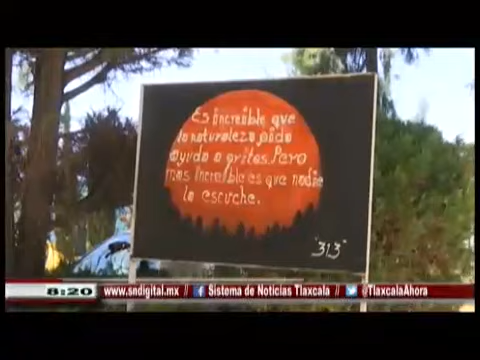 Es increible que
la naturaleza pida
ayuda a gritos. Pero
mas increible es que nadie
la escuche.
"313"
8:20 www.sndigital.mx // f Sistema de Noticias Tlaxcala // @TlaxcalaAhora